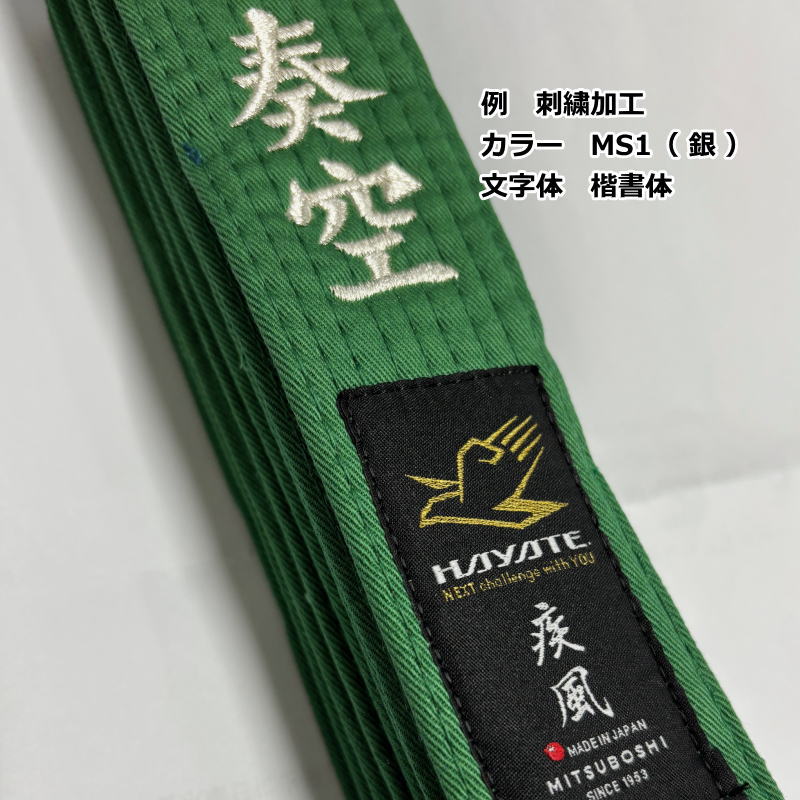 奏空
例　刺繍加工
カラー　MS1（銀）
文字体　楷書体
HAYATE.
NEXT challenge with YOU
疾風
MADE IN JAPAN
MITSUBOSHI
SINCE 1953